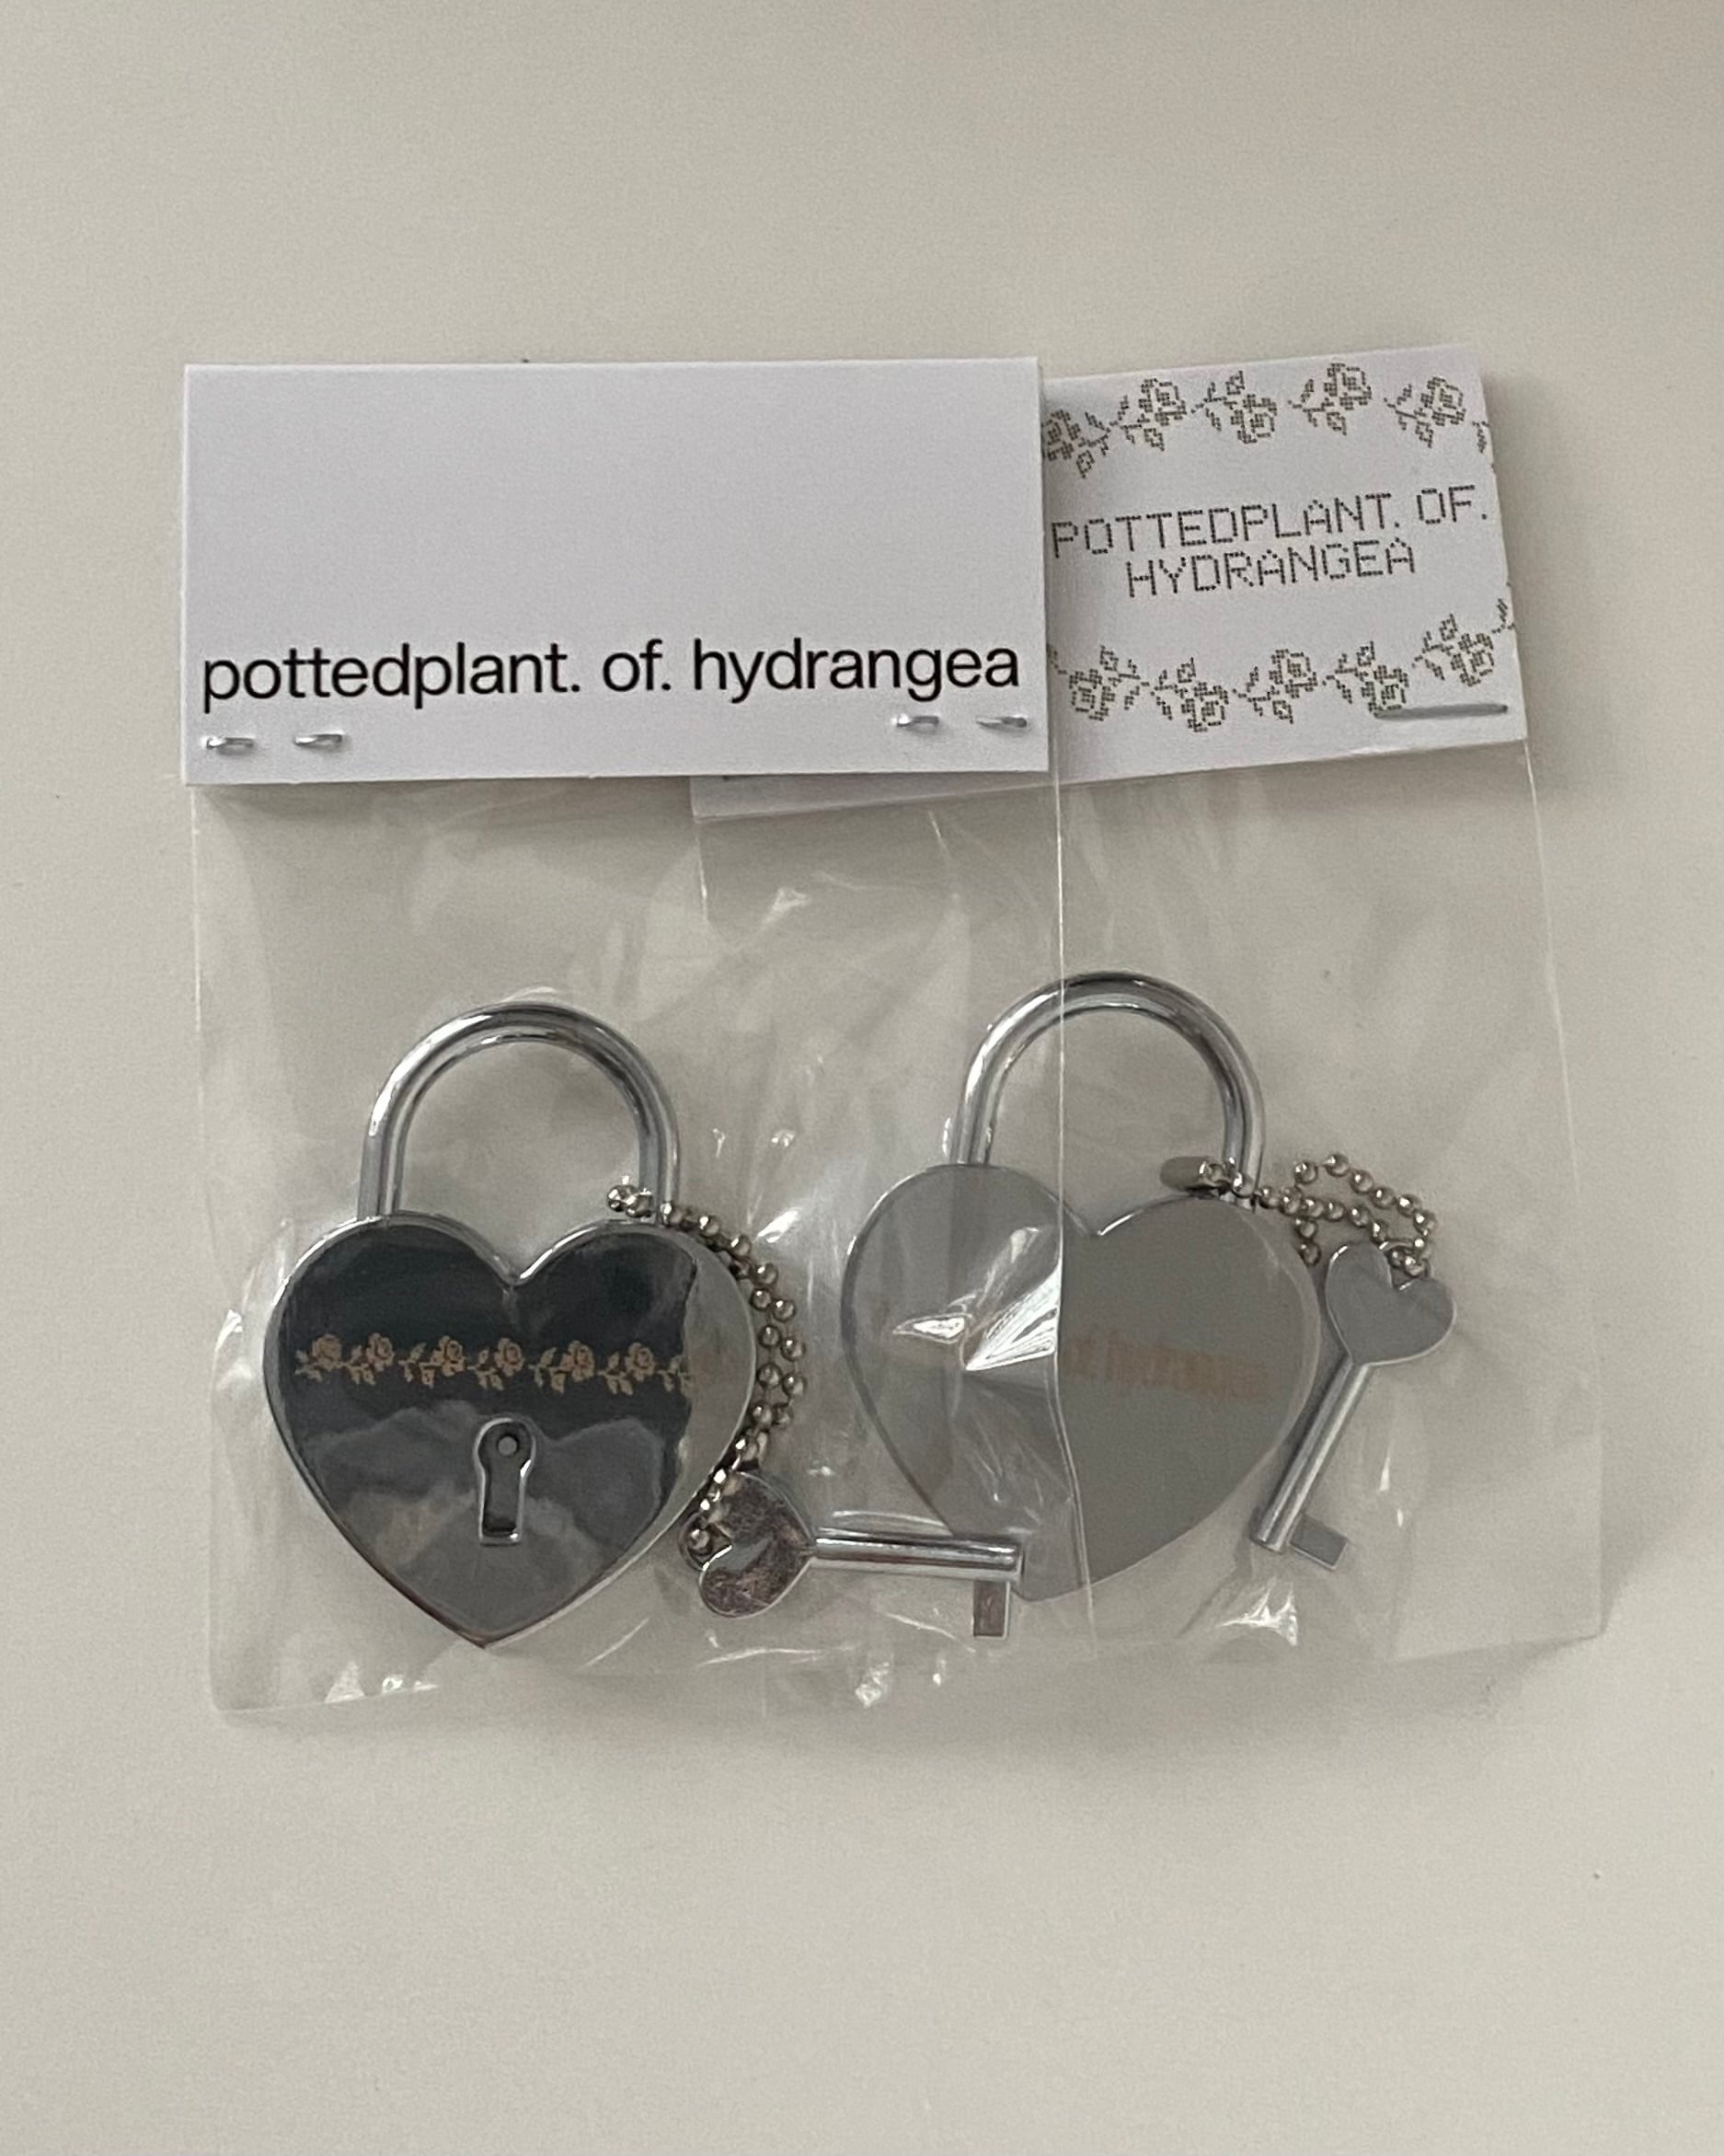 pottedplant. of. hydrangea
POTTEDPLANT. OF.
HYDRANGEA